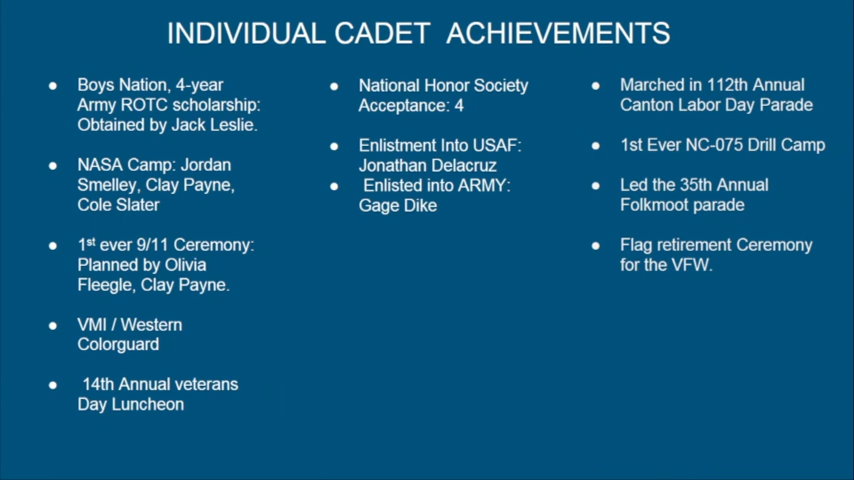 INDIVIDUAL CADET ACHIEVEMENTS
● Boys Nation, 4-year
Army ROTC scholarship:
Obtained by Jack Leslie.
● NASA Camp: Jordan
Smelley, Clay Payne,
Cole Slater
● 1st ever 9/11 Ceremony:
Planned by Olivia
Fleegle, Clay Payne.
● VMI / Western
Colorguard
● 14th Annual veterans
Day Luncheon
● National Honor Society
Acceptance: 4
● Enlistment Into USAF:
Jonathan Delacruz
● Enlisted into ARMY:
Gage Dike
● Marched in 112th Annual
Canton Labor Day Parade
● 1st Ever NC-075 Drill Camp
● Led the 35th Annual
Folkmoot parade
● Flag retirement Ceremony
for the VFW.